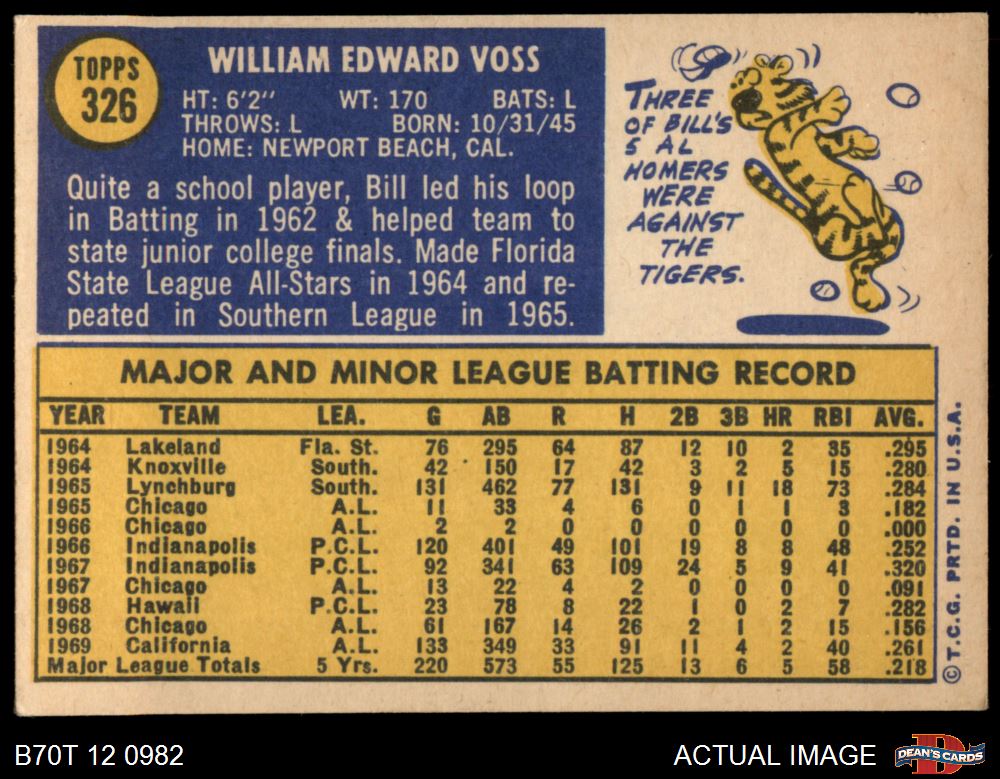 TOPPS
326
WILLIAM EDWARD VOSS
HT: 6'2" WT: 170 BATS: L
THROWS: L BORN: 10/31/45
HOME: NEWPORT BEACH, CAL.
Quite a school player, Bill led his loop
in Batting in 1962 & helped team to
state junior college finals. Made Florida
State League All-Stars in 1964 and re-
peated in Southern League in 1965.
THREE
OF BILL'S
5 AL
HOMERS
WERE
AGAINST
THE
TIGERS.
MAJOR AND MINOR LEAGUE BATTING RECORD
YEAR TEAM LEA. G AB R H 2B 3B HR RBI AVG.
1964 Lakeland Fla. St. 76 295 64 87 12 10 2 35 .295
1964 Knoxville South. 42 150 17 42 3 2 5 15 .280
1965 Lynchburg South. 131 462 77 131 9 11 18 73 .284
1965 Chicago A.L. 11 33 4 6 0 1 1 3 .182
1966 Chicago A.L. 2 2 0 0 0 0 0 0 .000
1966 Indianapolis P.C.L. 120 401 49 101 19 8 8 48 .252
1967 Indianapolis P.C.L. 92 341 63 109 24 5 9 41 .320
1967 Chicago A.L. 13 22 4 2 0 0 0 0 .091
1968 Hawaii P.C.L. 23 78 8 22 1 0 2 7 .282
1968 Chicago A.L. 61 167 14 26 2 1 2 15 .156
1969 California A.L. 133 349 33 91 11 4 2 40 .261
Major League Totals 5 Yrs. 220 573 55 125 13 6 5 58 .218
©T.C.G. PRTD. IN U.S.A.
B70T 12 0982
ACTUAL IMAGE
DEAN'S CARDS